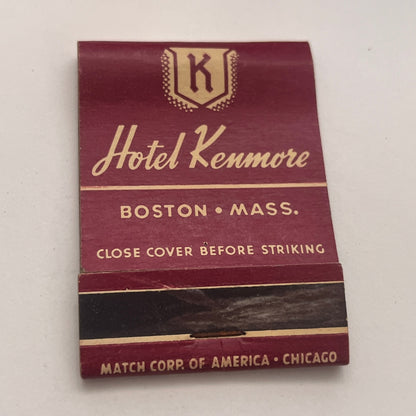 K
Hotel Kenmore
BOSTON • MASS.
CLOSE COVER BEFORE STRIKING
MATCH CORP. OF AMERICA • CHICAGO